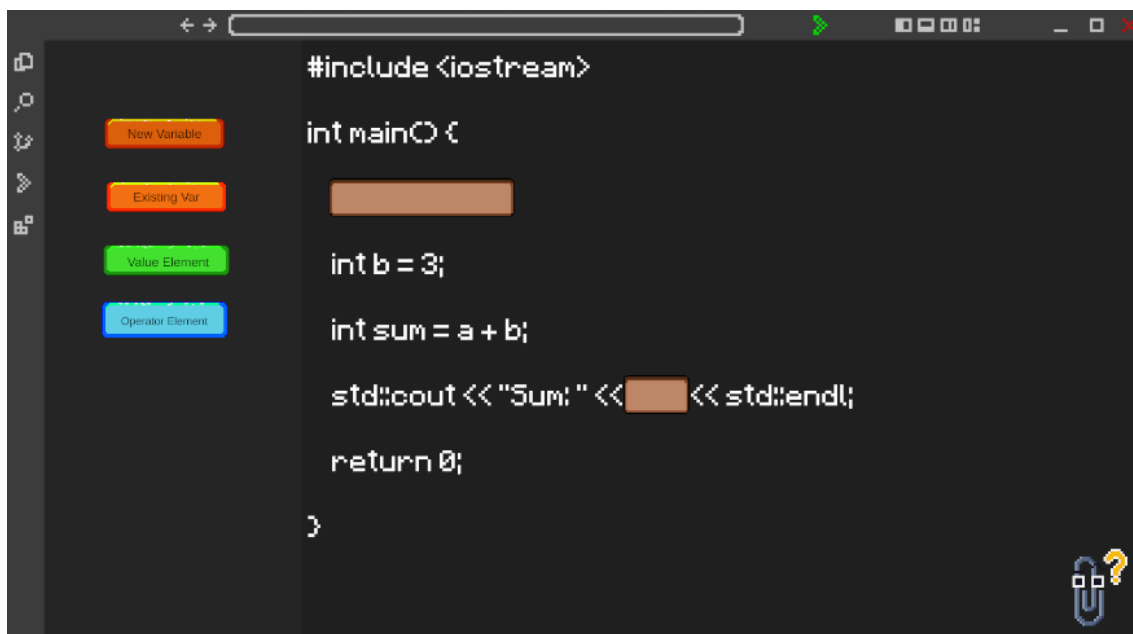 New Variable
Existing Var
Value Element
Operator Element
#include <iostream>
int main() {
int b = 3;
int sum = a + b;
std::cout << "Sum: " << << std::endl;
return 0;
}
?